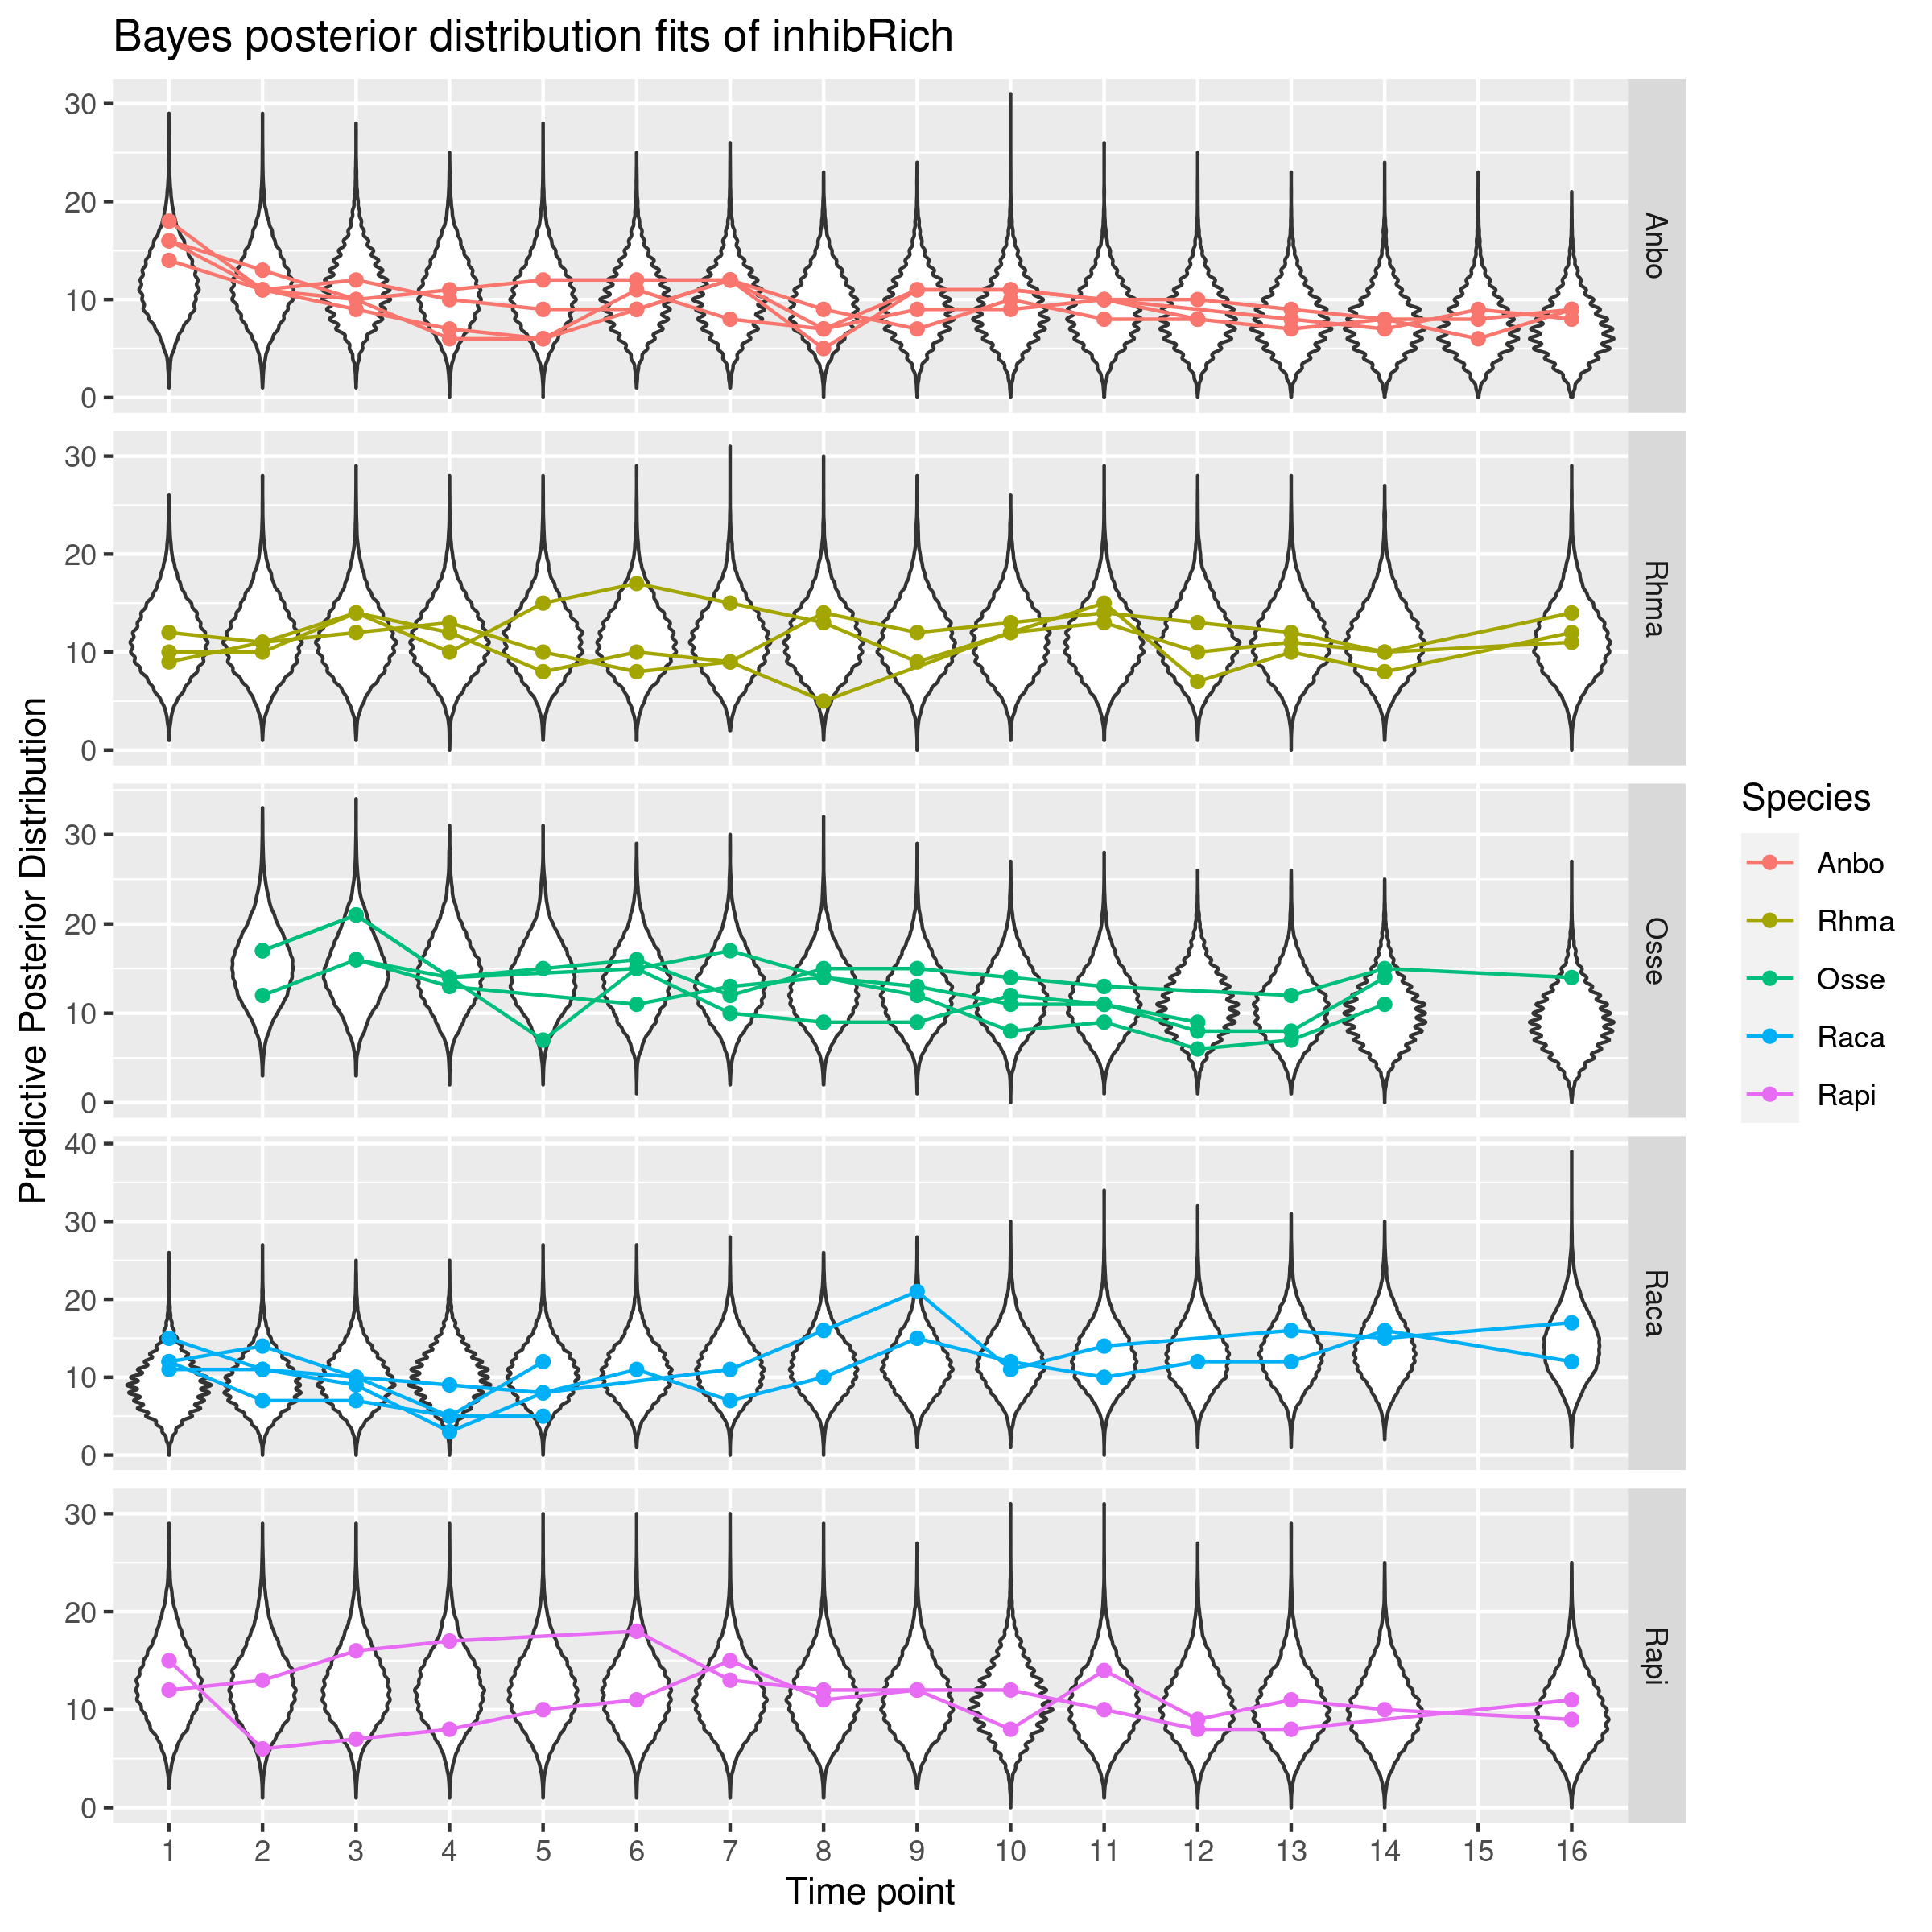 Bayes posterior distribution fits of inhibRich
Predictive Posterior Distribution
30
20
10
0
Anbo
30
20
10
0
Rhma
30
20
10
0
Osse
40
30
20
10
0
Raca
30
20
10
0
Rapi
1 2 3 4 5 6 7 8 9 10 11 12 13 14 15 16
Time point
Species
Anbo
Rhma
Osse
Raca
Rapi